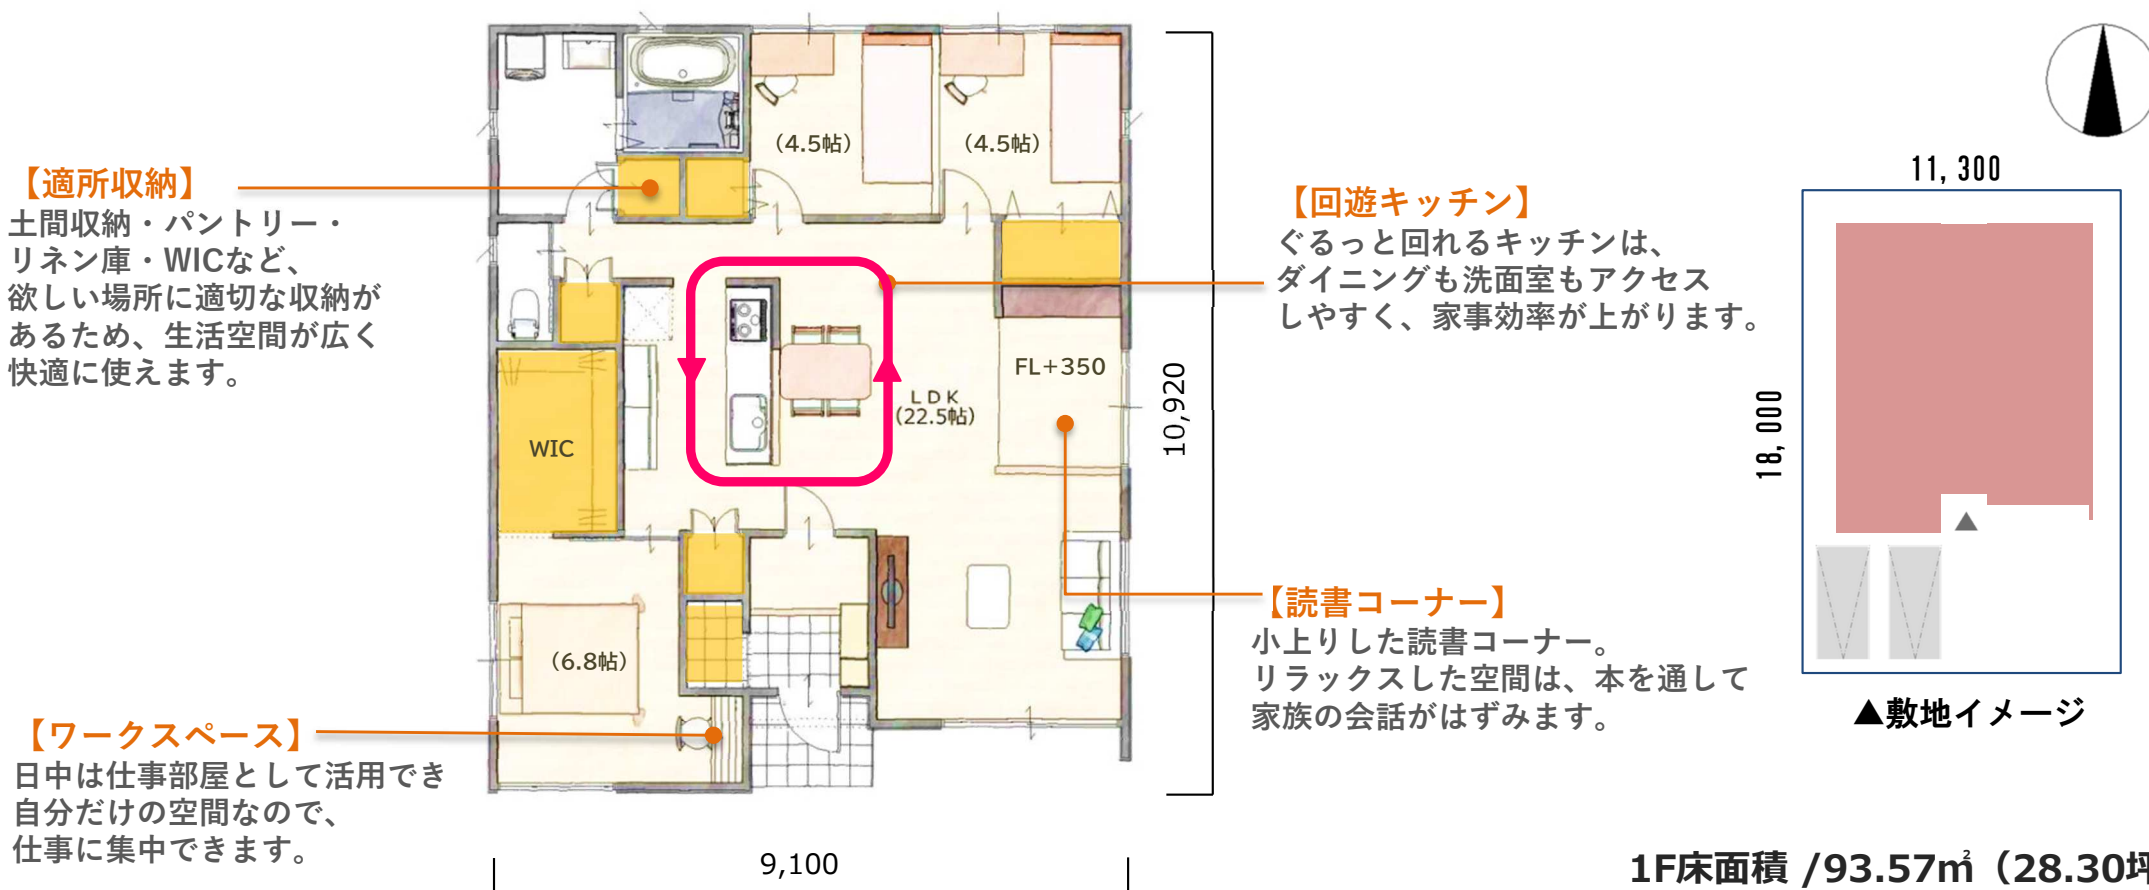 【適所収納】
土間収納・パントリー・
リネン庫・WICなど、
欲しい場所に適切な収納が
あるため、生活空間が広く
快適に使えます。
【ワークスペース】
日中は仕事部屋として活用でき
自分だけの空間なので、
仕事に集中できます。
(4.5帖)
(4.5帖)
FL+350
ＬＤＫ
(22.5帖)
WIC
(6.8帖)
10,920
9,100
【回遊キッチン】
ぐるっと回れるキッチンは、
ダイニングも洗面室もアクセス
しやすく、家事効率が上がります。
【読書コーナー】
小上りした読書コーナー。
リラックスした空間は、本を通して
家族の会話がはずみます。
11,300
18,000
▲
▲敷地イメージ
1F床面積 /93.57㎡（28.30坪